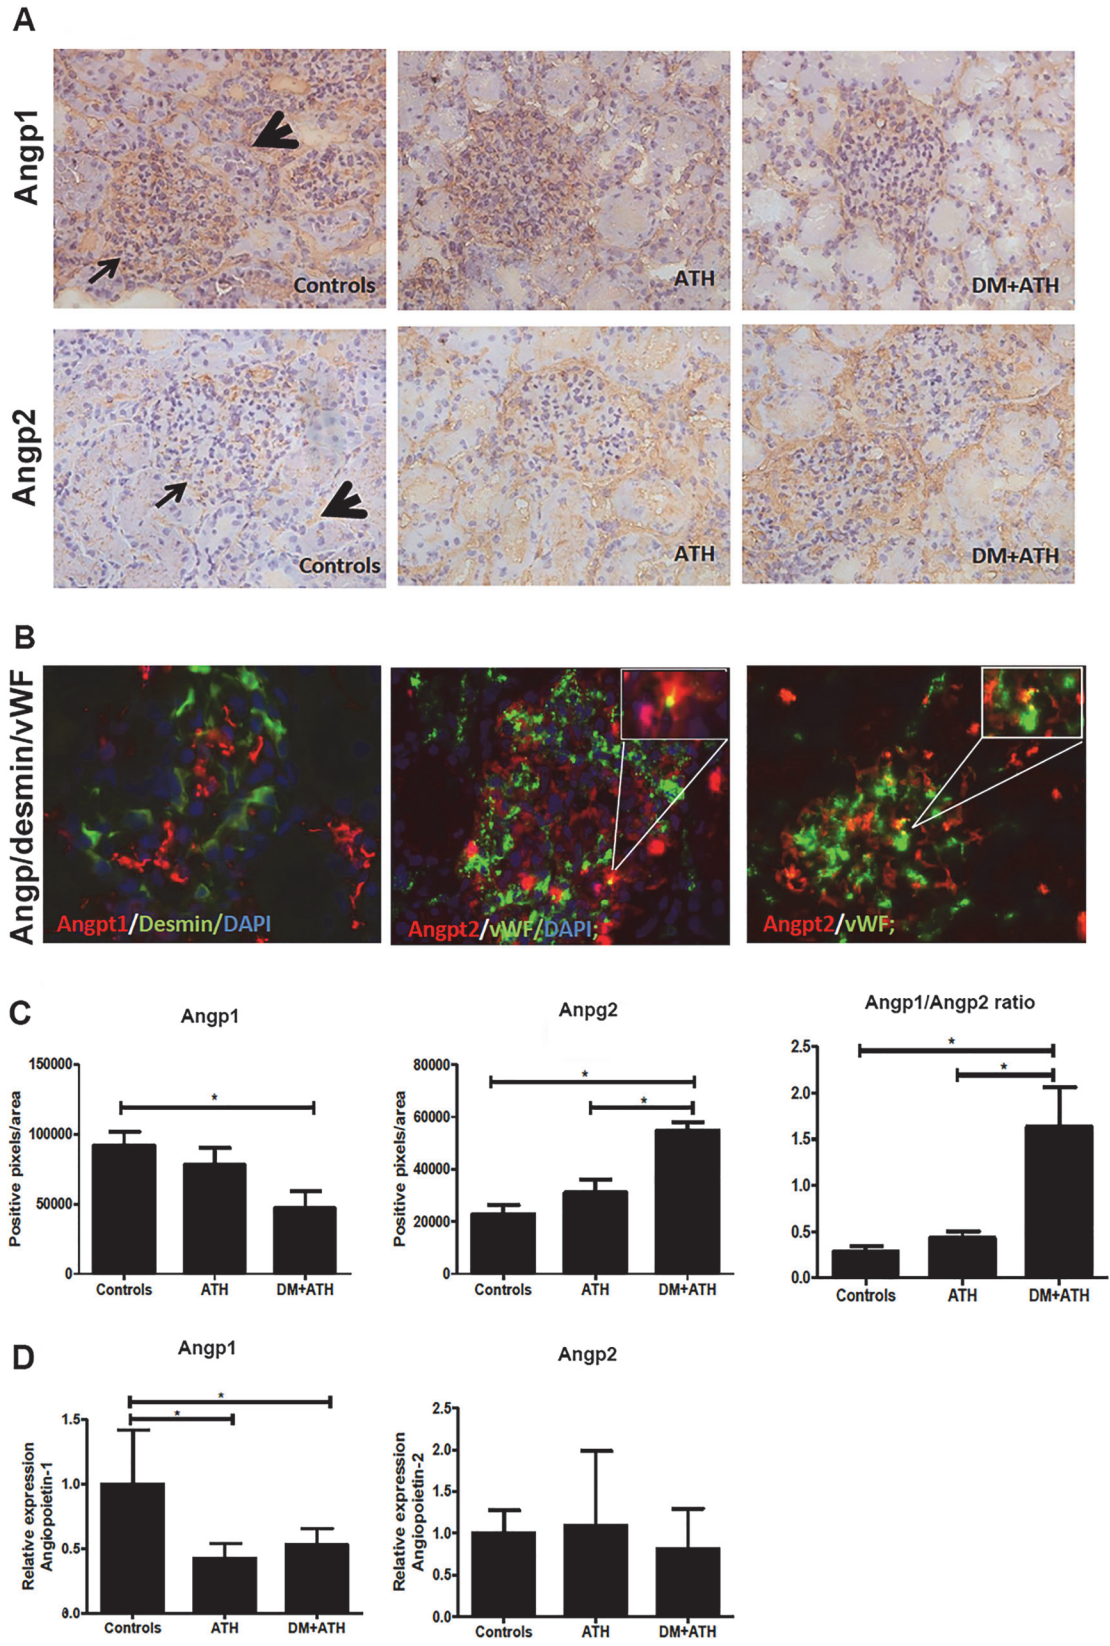 A
Angp1
Controls
ATH
DM+ATH
Angp2
Controls
ATH
DM+ATH
B
Angp/desmin/vWF
Angpt1/Desmin/DAPI
Angpt2/vWF/DAPI;
Angpt2/vWF;
C
Angp1
Positive pixels/area
150000
100000
50000
0
*
Controls
ATH
DM+ATH
Anpg2
Positive pixels/area
80000
60000
40000
20000
0
*
*
Controls
ATH
DM+ATH
Angp1/Angp2 ratio
2.5
2.0
1.5
1.0
0.5
0.0
*
*
Controls
ATH
DM+ATH
D
Angp1
Relative expression
Angiopoietin-1
1.5
1.0
0.5
0.0
*
*
Controls
ATH
DM+ATH
Angp2
Relative expression
Angiopoietin-2
2.5
2.0
1.5
1.0
0.5
0.0
Controls
ATH
DM+ATH